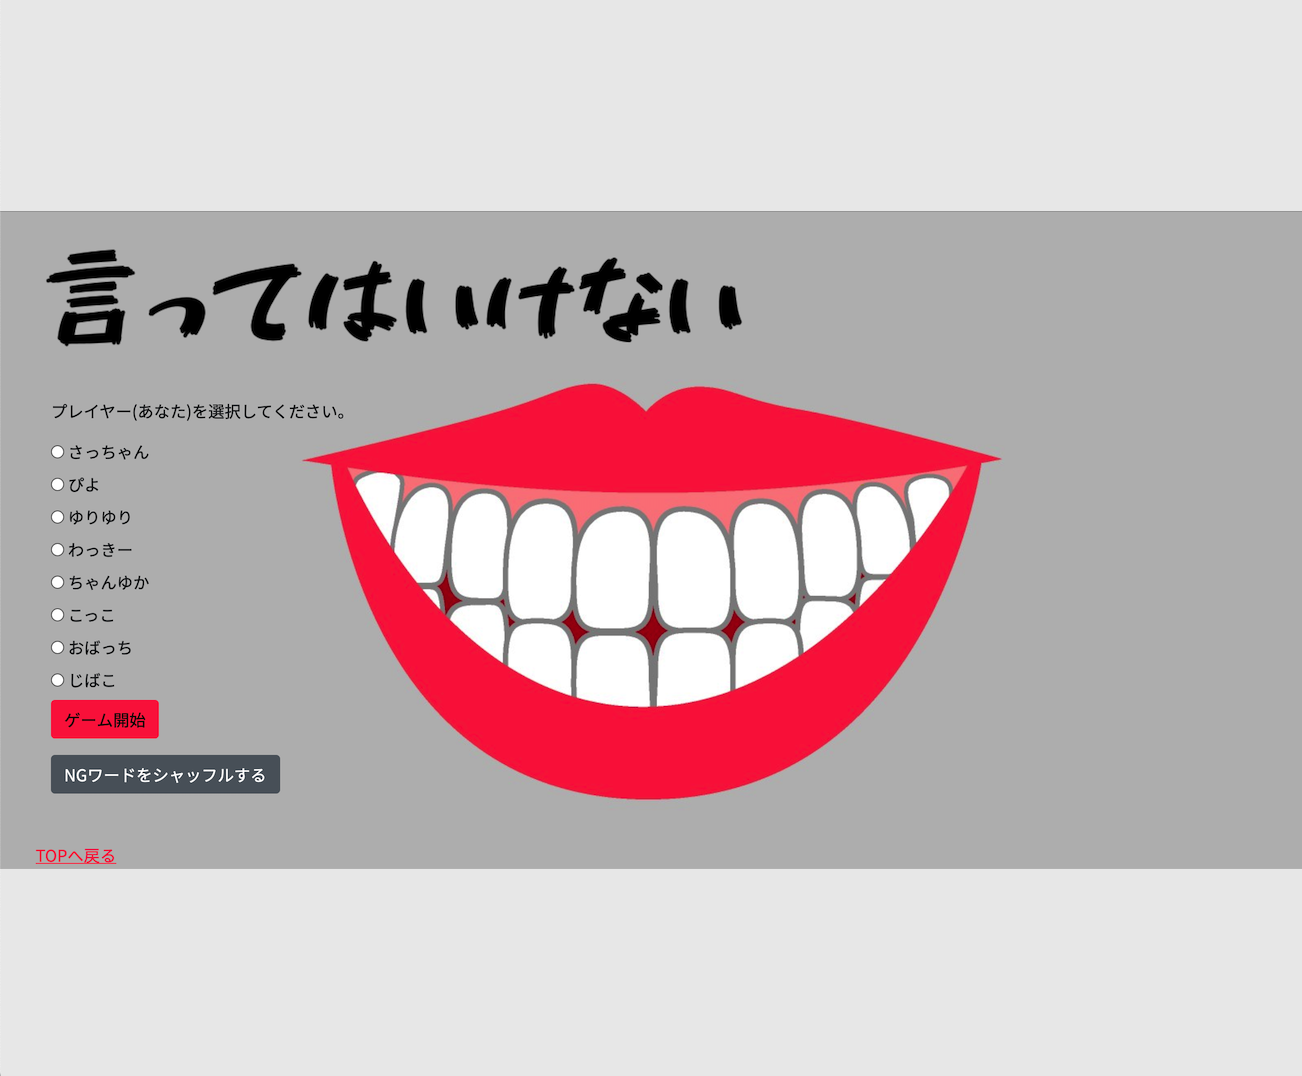 言ってはいけない
プレイヤー(あなた)を選択してください。
さっちゃん
ぴよ
ゆりゆり
わっきー
ちゃんゆか
こっこ
おばっち
じばこ
ゲーム開始
NGワードをシャッフルする
TOPへ戻る